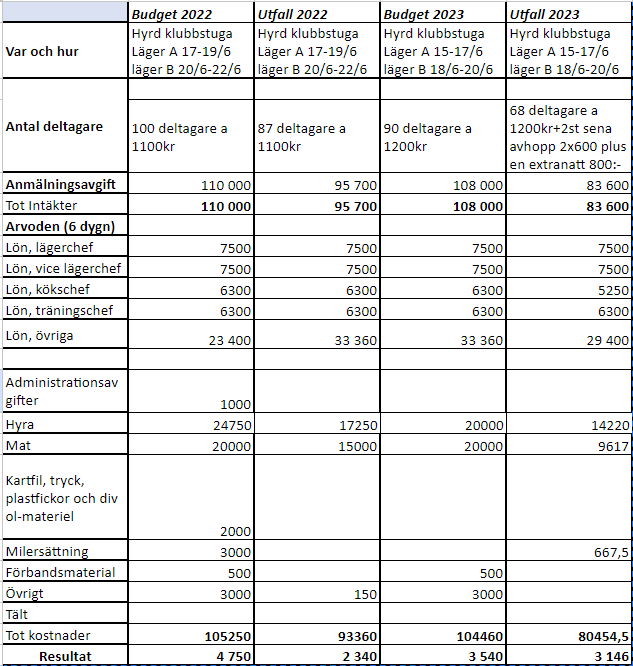 Budget 2022 Utfall 2022 Budget 2023 Utfall 2023
Var och hur
Hyrd klubbstuga
Läger A 17-19/6
läger B 20/6-22/6
Hyrd klubbstuga
Läger A 17-19/6
läger B 20/6-22/6
Hyrd klubbstuga
Läger A 15-17/6
läger B 18/6-20/6
Hyrd klubbstuga
Läger A 15-17/6
läger B 18/6-20/6
Antal deltagare
100 deltagare a
1100kr
87 deltagare a
1100kr
90 deltagare a
1200kr
68 deltagare a
1200kr+2st sena
avhopp 2x600 plus
en extranatt 800:-
Anmälningsavgift 110 000 95 700 108 000 83 600
Tot Intäkter 110 000 95 700 108 000 83 600
Arvoden (6 dygn)
Lön, lägerchef 7500 7500 7500 7500
Lön, vice lägerchef 7500 7500 7500 7500
Lön, kökschef 6300 6300 6300 5250
Lön, träningschef 6300 6300 6300 6300
Lön, övriga 23 400 33 360 33 360 29 400
Administrationsav
gifter 1000
Hyra 24750 17250 20000 14220
Mat 20000 15000 20000 9617
Kartfil, tryck,
plastfickor och div
ol-materiel
2000
Milersättning 3000 667,5
Förbandsmaterial 500 500
Övrigt 3000 150 3000
Tält
Tot kostnader 105250 93360 104460 80454,5
Resultat 4 750 2 340 3 540 3 146